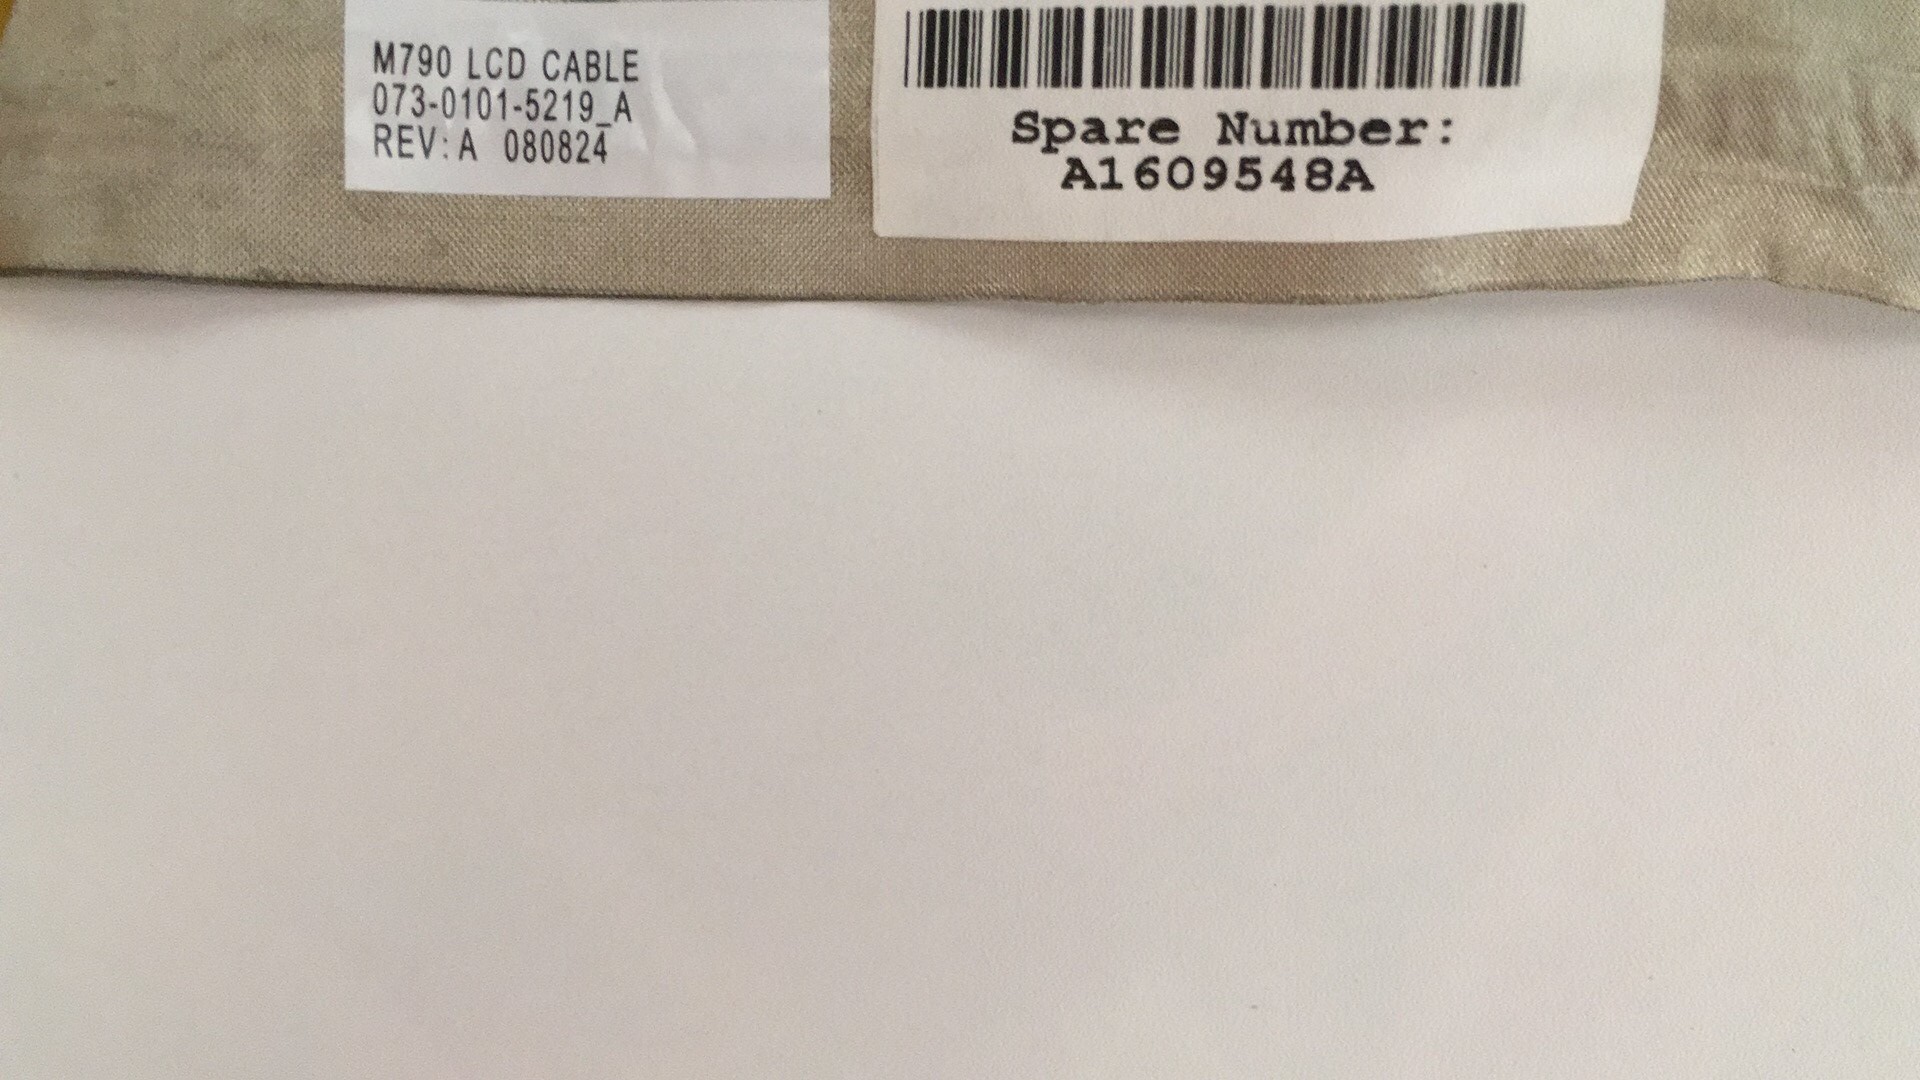 M790 LCD CABLE
073-0101-5219_A
REV:A 080824
Spare Number:
A1609548A